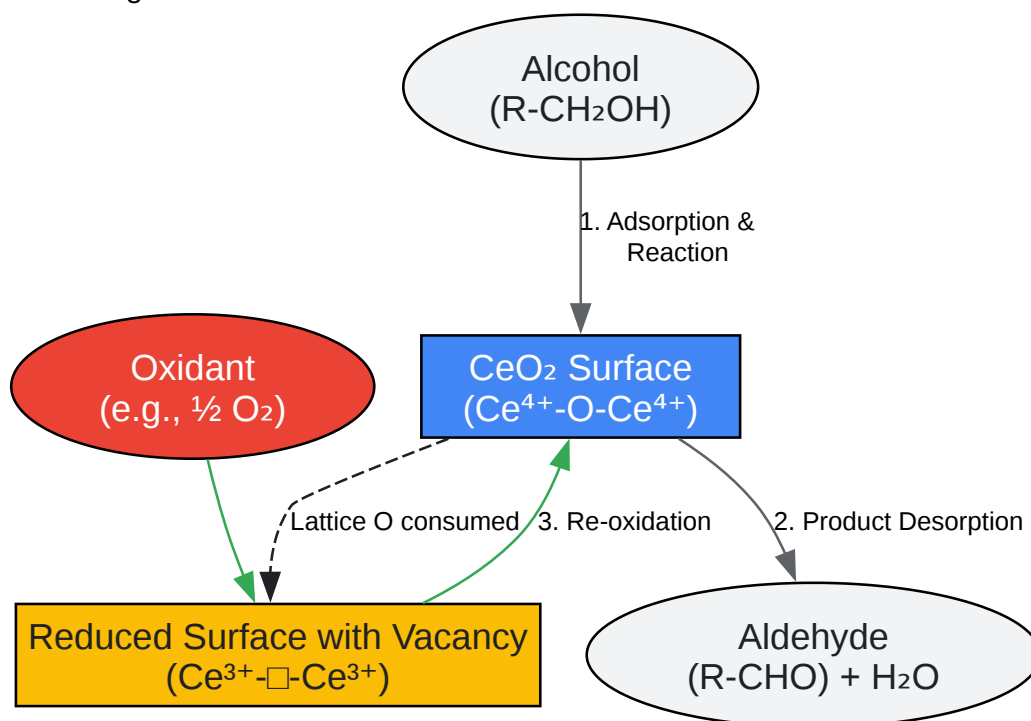 Alcohol
(R-CH₂OH)
1. Adsorption &
Reaction
Oxidant
(e.g., ½ O₂)
CeO₂ Surface
(Ce⁴⁺-O-Ce⁴⁺)
Lattice O consumed
3. Re-oxidation
2. Product Desorption
Reduced Surface with Vacancy
(Ce³⁺-□-Ce³⁺)
Aldehyde
(R-CHO) + H₂O